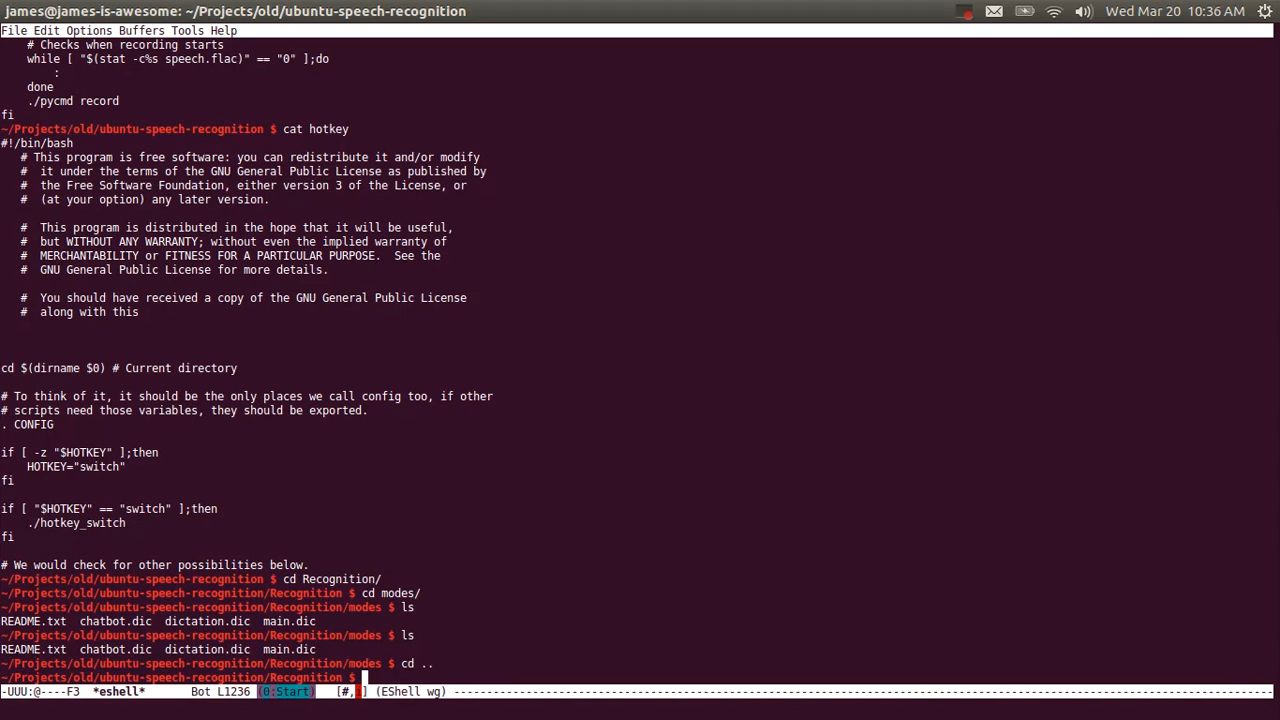 james@james-is-awesome: ~/Projects/old/ubuntu-speech-recognition Wed Mar 20 10:36 AM
File Edit Options Buffers Tools Help
# Checks when recording starts
while [ "$(stat -c%s speech.flac)" == "0" ];do
:
done
./pycmd record
fi
~/Projects/old/ubuntu-speech-recognition $ cat hotkey
#!/bin/bash
# This program is free software: you can redistribute it and/or modify
# it under the terms of the GNU General Public License as published by
# the Free Software Foundation, either version 3 of the License, or
# (at your option) any later version.
# This program is distributed in the hope that it will be useful,
# but WITHOUT ANY WARRANTY; without even the implied warranty of
# MERCHANTABILITY or FITNESS FOR A PARTICULAR PURPOSE.  See the
# GNU General Public License for more details.
# You should have received a copy of the GNU General Public License
# along with this
cd $(dirname $0) # Current directory
# To think of it, it should be the only places we call config too, if other
# scripts need those variables, they should be exported.
. CONFIG
if [ -z "$HOTKEY" ];then
HOTKEY="switch"
fi
if [ "$HOTKEY" == "switch" ];then
./hotkey_switch
fi
# We would check for other possibilities below.
~/Projects/old/ubuntu-speech-recognition $ cd Recognition/
~/Projects/old/ubuntu-speech-recognition/Recognition $ cd modes/
~/Projects/old/ubuntu-speech-recognition/Recognition/modes $ ls
README.txt  chatbot.dic  dictation.dic  main.dic
~/Projects/old/ubuntu-speech-recognition/Recognition/modes $ ls
README.txt  chatbot.dic  dictation.dic  main.dic
~/Projects/old/ubuntu-speech-recognition/Recognition/modes $ cd ..
~/Projects/old/ubuntu-speech-recognition/Recognition $
-UUU:@----F3  *eshell*       Bot L1236  (0:Start)   [#,] (EShell wg) ----------------------------------------